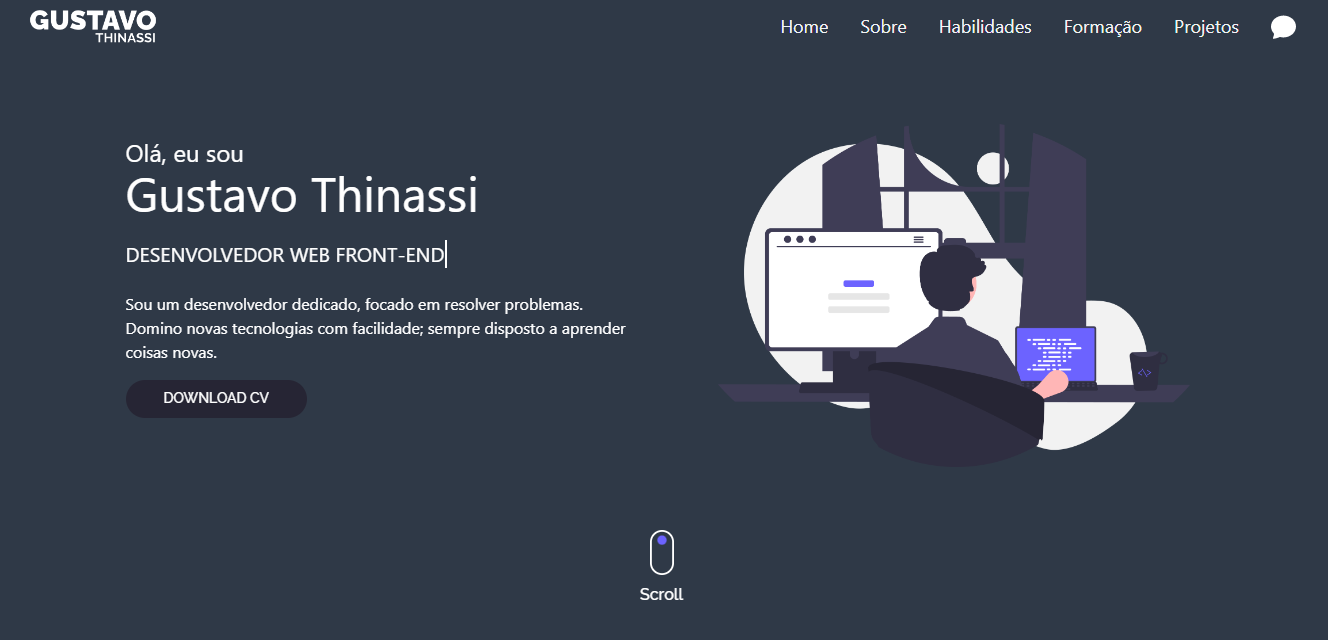 GUSTAVO
THINASSI
Home Sobre Habilidades Formação Projetos
Olá, eu sou
Gustavo Thinassi
DESENVOLVEDOR WEB FRONT-END
Sou um desenvolvedor dedicado, focado em resolver problemas.
Domino novas tecnologias com facilidade; sempre disposto a aprender
coisas novas.
DOWNLOAD CV
Scroll